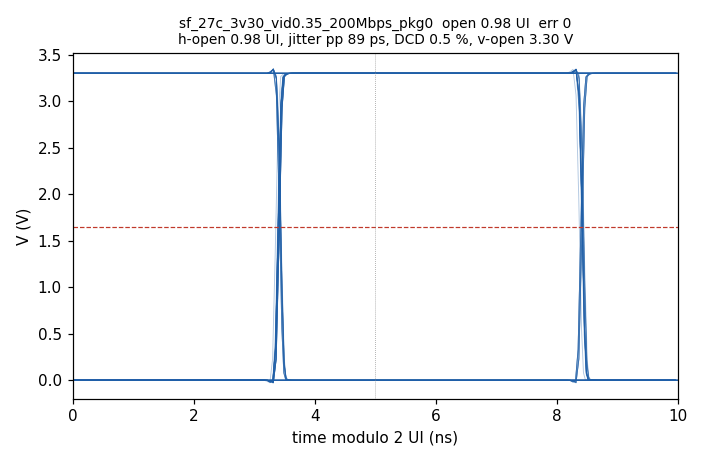 sf_27c_3v30_vid0.35_200Mbps_pkg0  open 0.98 UI  err 0
h-open 0.98 UI, jitter pp 89 ps, DCD 0.5 %, v-open 3.30 V
3.5
3.0
2.5
2.0
1.5
1.0
0.5
0.0
V (V)
0 2 4 6 8 10
time modulo 2 UI (ns)